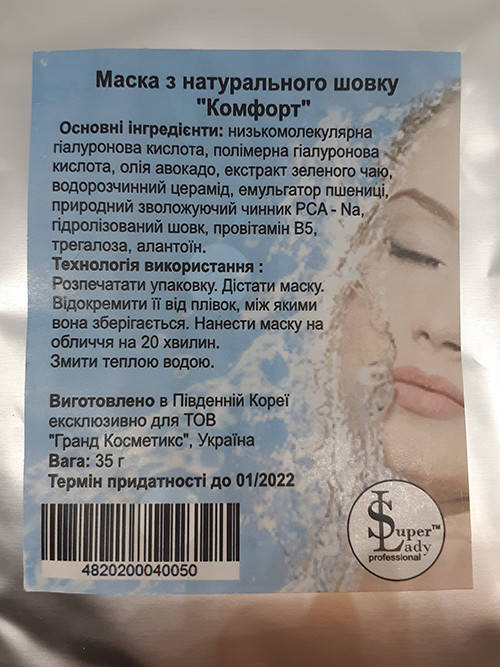 Маска з натурального шовку
"Комфорт"
Основні інгредієнти: низькомолекулярна
гіалуронова кислота, полімерна гіалуронова
кислота, олія авокадо, екстракт зеленого чаю,
водорозчинний церамід, емульгатор пшениці,
природний зволожуючий чинник РСА - Na,
гідролізований шовк, провітамін В5,
трегалоза, алантоїн.
Технологія використання :
Розпечатати упаковку. Дістати маску.
Відокремити її від плівок, між якими
вона зберігається. Нанести маску на
обличчя на 20 хвилин.
Змити теплою водою.
Виготовлено в Південній Кореї
ексклюзивно для ТОВ
"Гранд Косметикс", Україна
Вага: 35 г
Термін придатності до 01/2022
4820200040050
Super™
Lady
professional